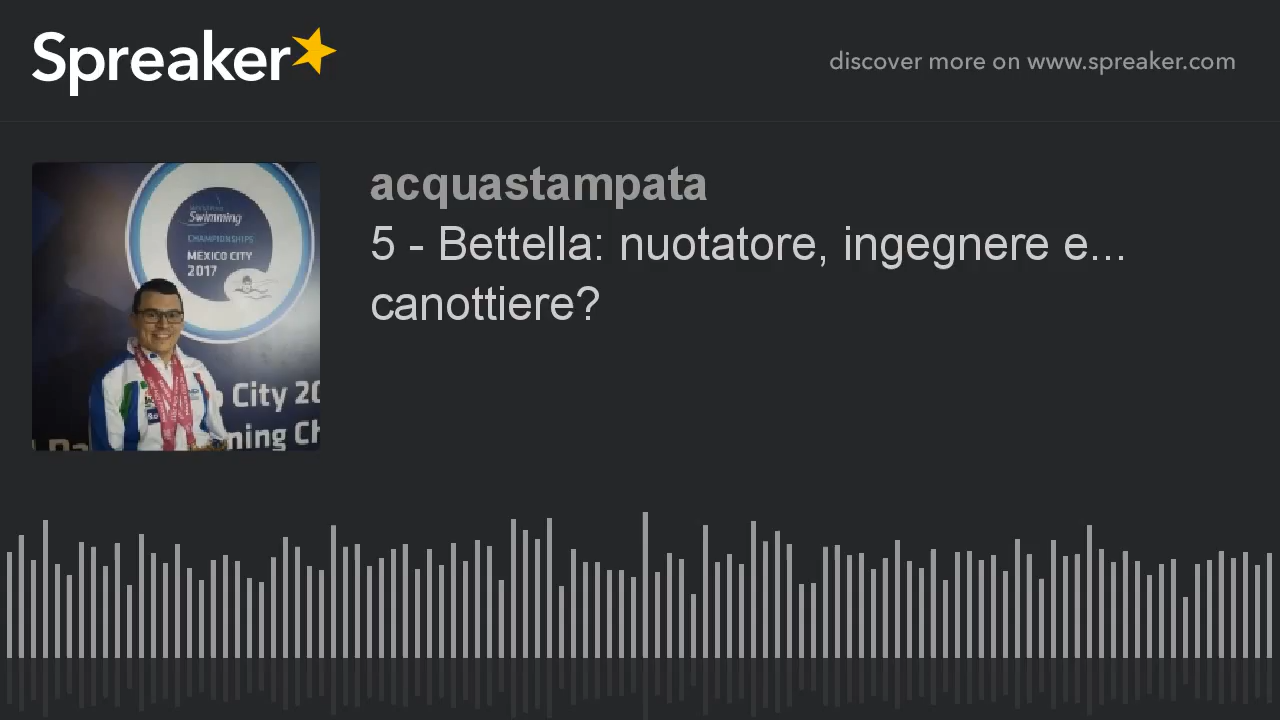 Spreaker
discover more on www.spreaker.com
acquastampata
5 - Bettella: nuotatore, ingegnere e...
canottiere?
Swimming
CHAMPIONSHIPS
MEXICO CITY
2017
City 20
ming Ch